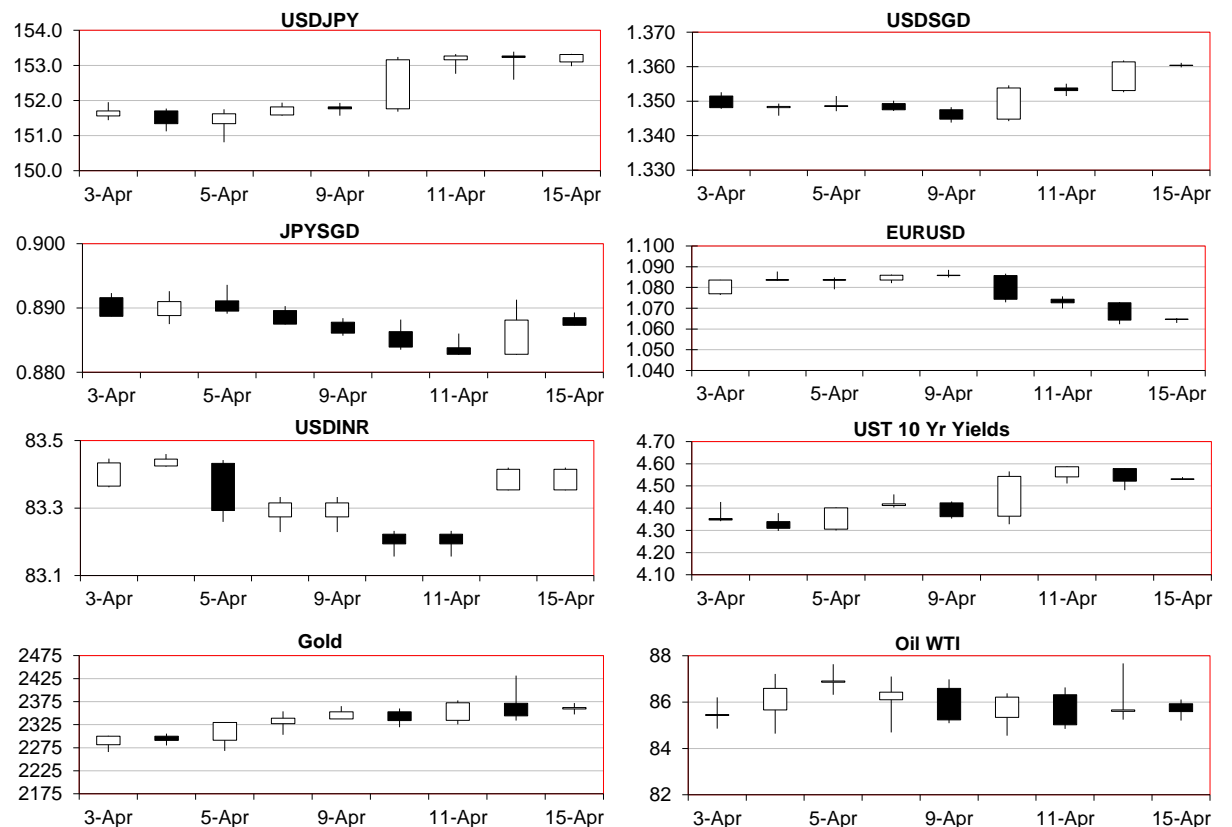 USDJPY
154.0
153.0
152.0
151.0
150.0
3-Apr 5-Apr 9-Apr 11-Apr 15-Apr
USDSGD
1.370
1.360
1.350
1.340
1.330
3-Apr 5-Apr 9-Apr 11-Apr 15-Apr
JPYSGD
0.900
0.890
0.880
3-Apr 5-Apr 9-Apr 11-Apr 15-Apr
EURUSD
1.100
1.090
1.080
1.070
1.060
1.050
1.040
3-Apr 5-Apr 9-Apr 11-Apr 15-Apr
USDINR
83.5
83.3
83.1
3-Apr 5-Apr 9-Apr 11-Apr 15-Apr
UST 10 Yr Yields
4.70
4.60
4.50
4.40
4.30
4.20
4.10
3-Apr 5-Apr 9-Apr 11-Apr 15-Apr
Gold
2475
2425
2375
2325
2275
2225
2175
3-Apr 5-Apr 9-Apr 11-Apr 15-Apr
Oil WTI
88
86
84
82
3-Apr 5-Apr 9-Apr 11-Apr 15-Apr